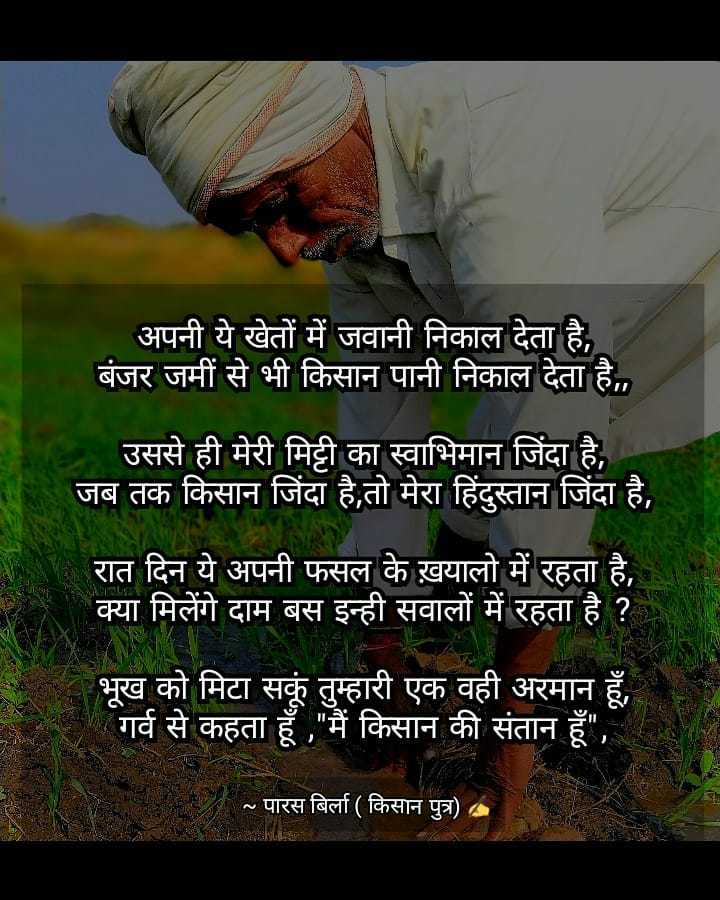 अपनी ये खेतों में जवानी निकाल देता है,
बंजर जमीं से भी किसान पानी निकाल देता है,,
उससे ही मेरी मिट्टी का स्वाभिमान जिंदा है,
जब तक किसान जिंदा है,तो मेरा हिंदुस्तान जिंदा है,
रात दिन ये अपनी फसल के ख़यालो में रहता है,
क्या मिलेंगे दाम बस इन्ही सवालों में रहता है ?
भूख को मिटा सकूं तुम्हारी एक वही अरमान हूँ,
गर्व से कहता हूँ ,"मैं किसान की संतान हूँ",
~ पारस बिर्ला ( किसान पुत्र) ✍️